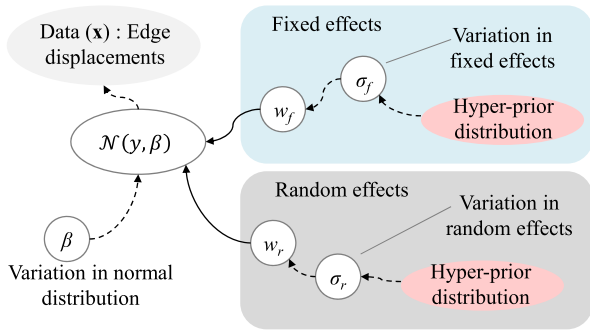 Data (𝐱) : Edge
displacements
𝒩(𝑦, 𝛽)
𝛽
Variation in normal
distribution
Fixed effects
Variation in
fixed effects
𝜎𝑓
𝑤𝑓
Hyper-prior
distribution
Random effects
Variation in
random effects
𝑤𝑟
𝜎𝑟
Hyper-prior
distribution